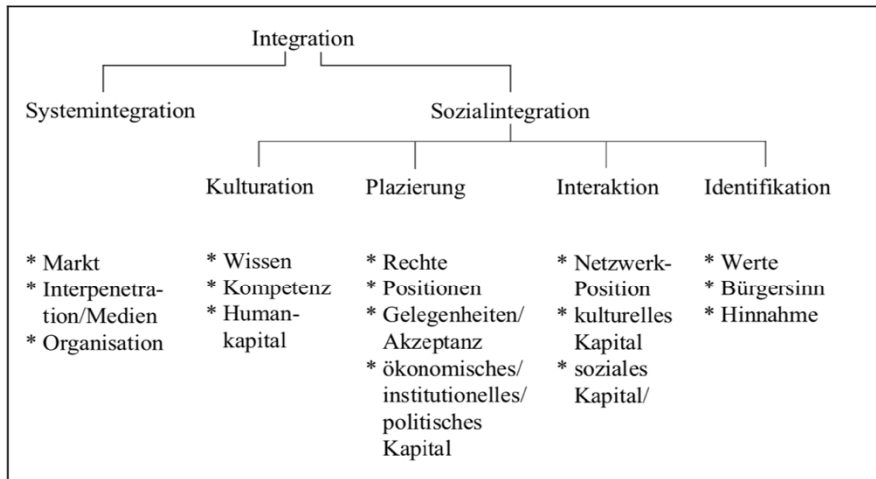 Integration
Systemintegration
Sozialintegration
Kulturation
Plazierung
Interaktion
Identifikation
* Markt
* Interpenetra-
tion/Medien
* Organisation
* Wissen
* Kompetenz
* Human-
kapital
* Rechte
* Positionen
* Gelegenheiten/
Akzeptanz
* ökonomisches/
institutionelles/
politisches
Kapital
* Netzwerk-
Position
* kulturelles
Kapital
* soziales
Kapital/
* Werte
* Bürgersinn
* Hinnahme